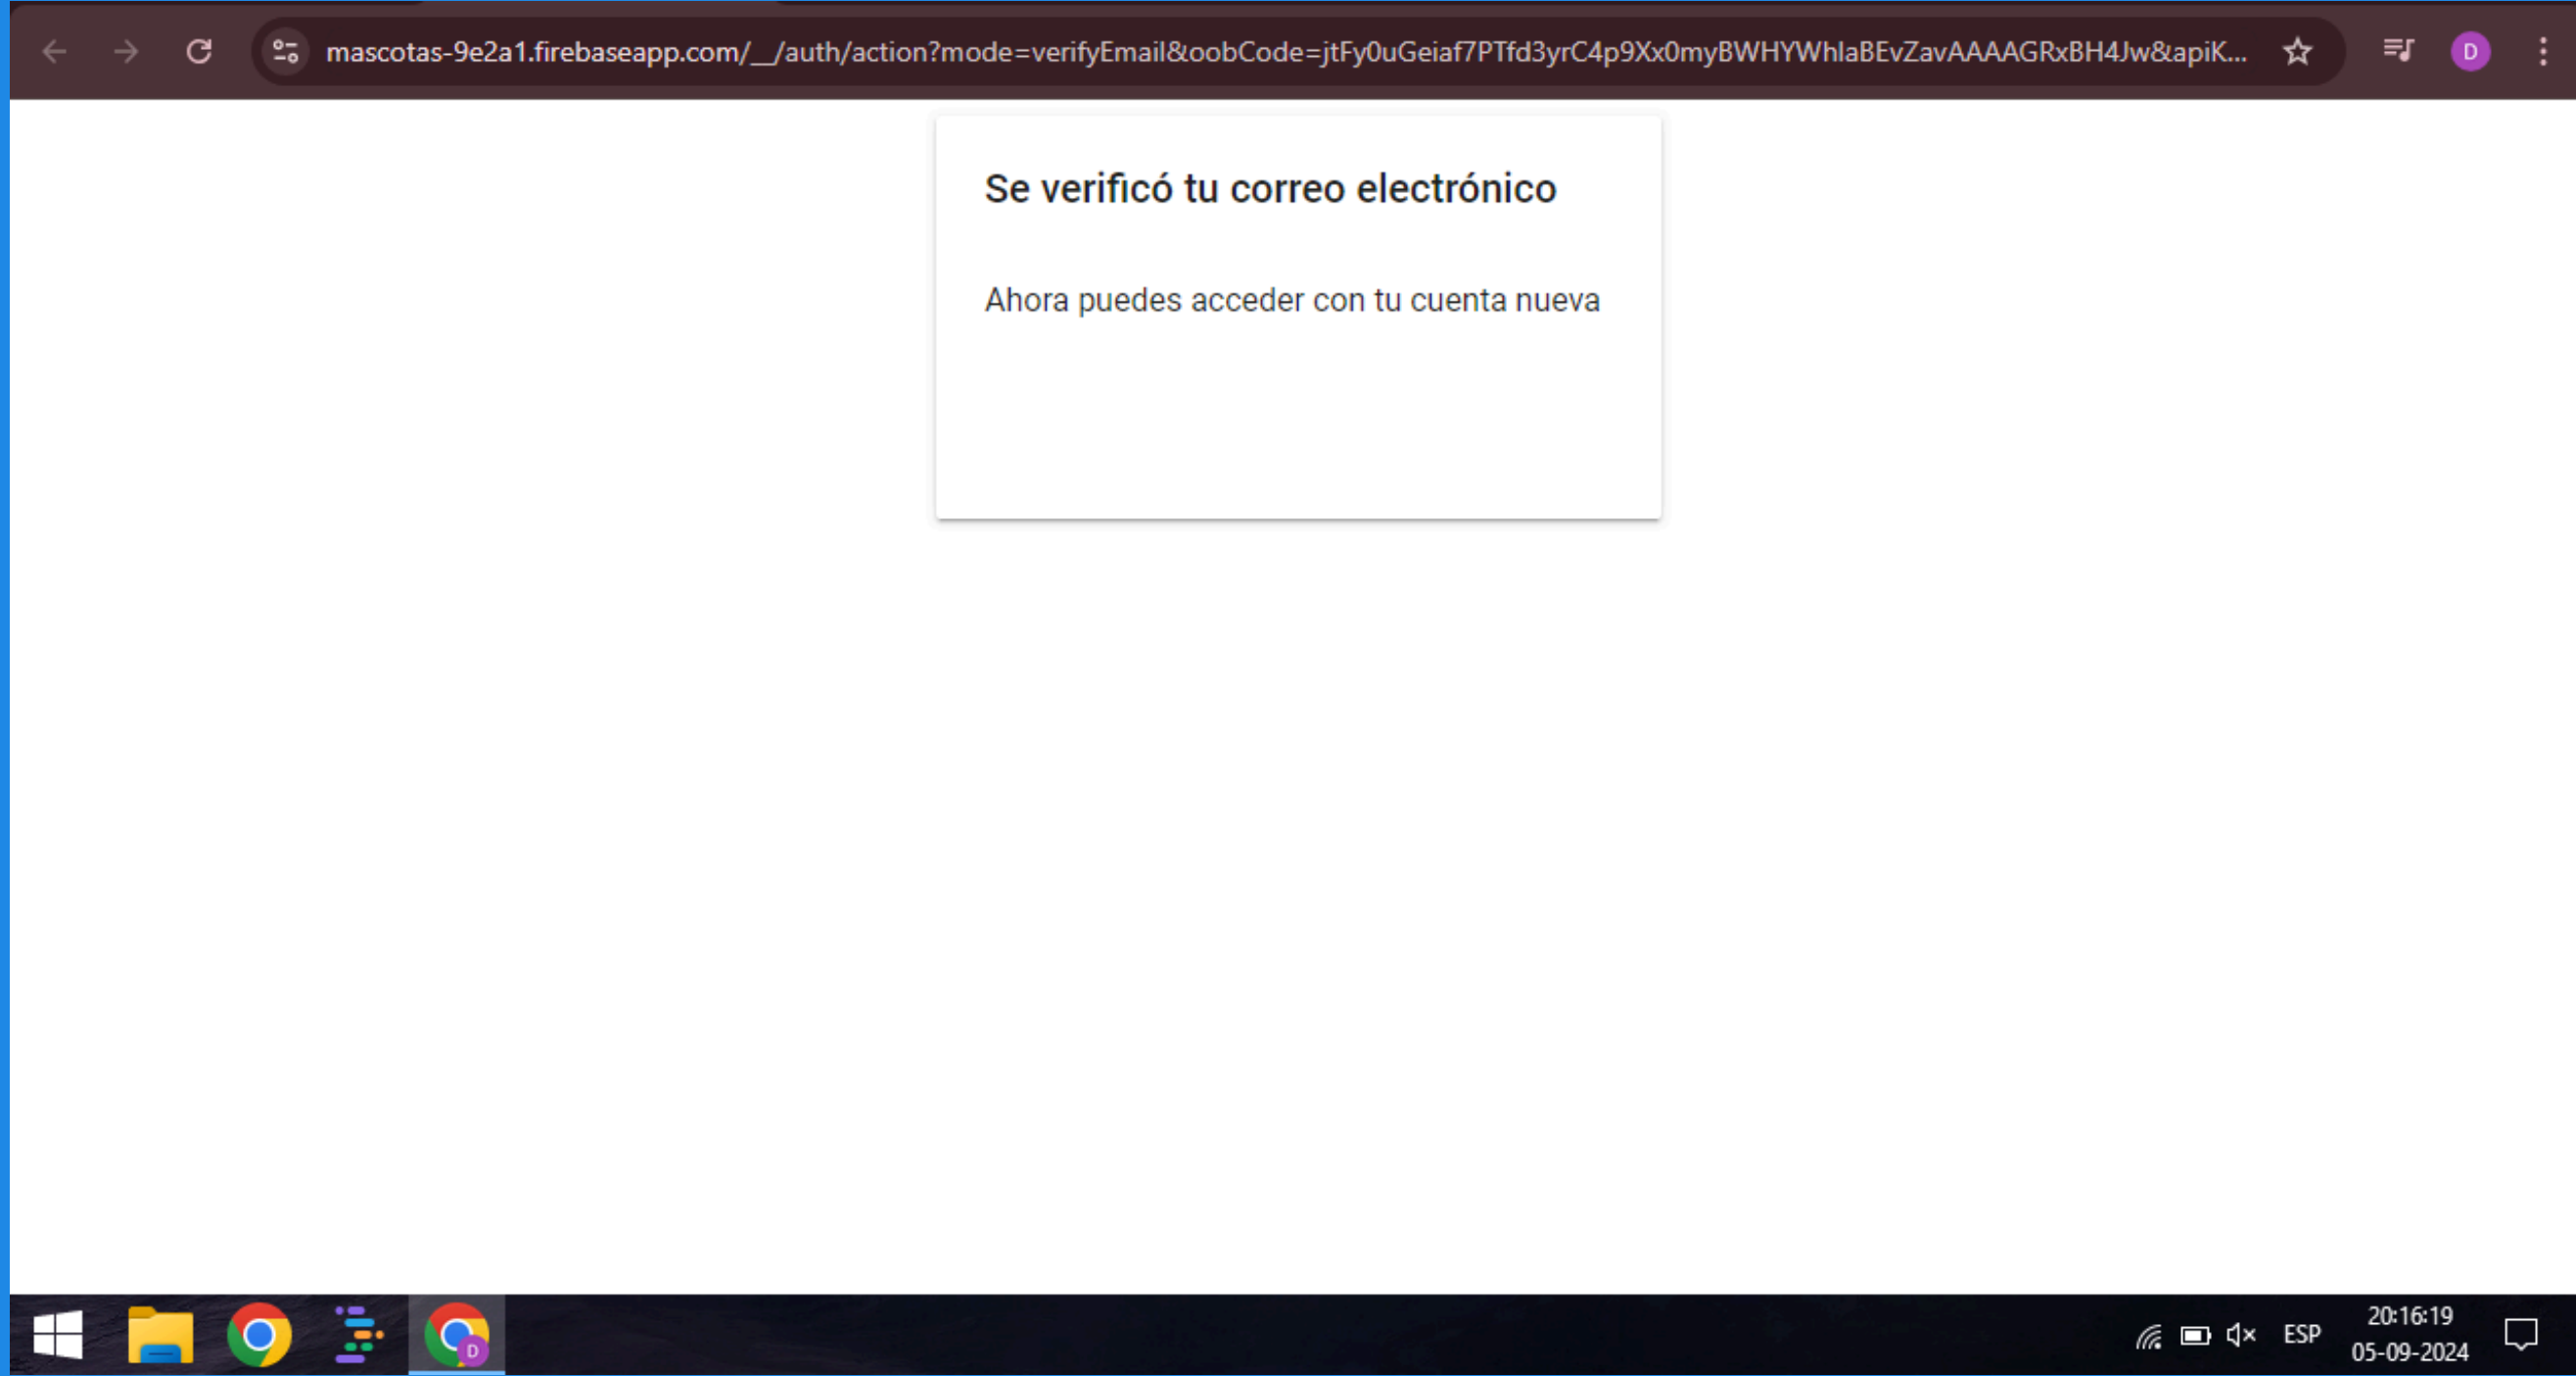 mascotas-9e2a1.firebaseapp.com/__/auth/action?mode=verifyEmail&oobCode=jtFy0uGeiaf7PTfd3yrC4p9Xx0myBWHYWhlaBEvZavAAAAGRxBH4Jw&apiK...
D
Se verificó tu correo electrónico
Ahora puedes acceder con tu cuenta nueva
D
ESP
20:16:19
05-09-2024